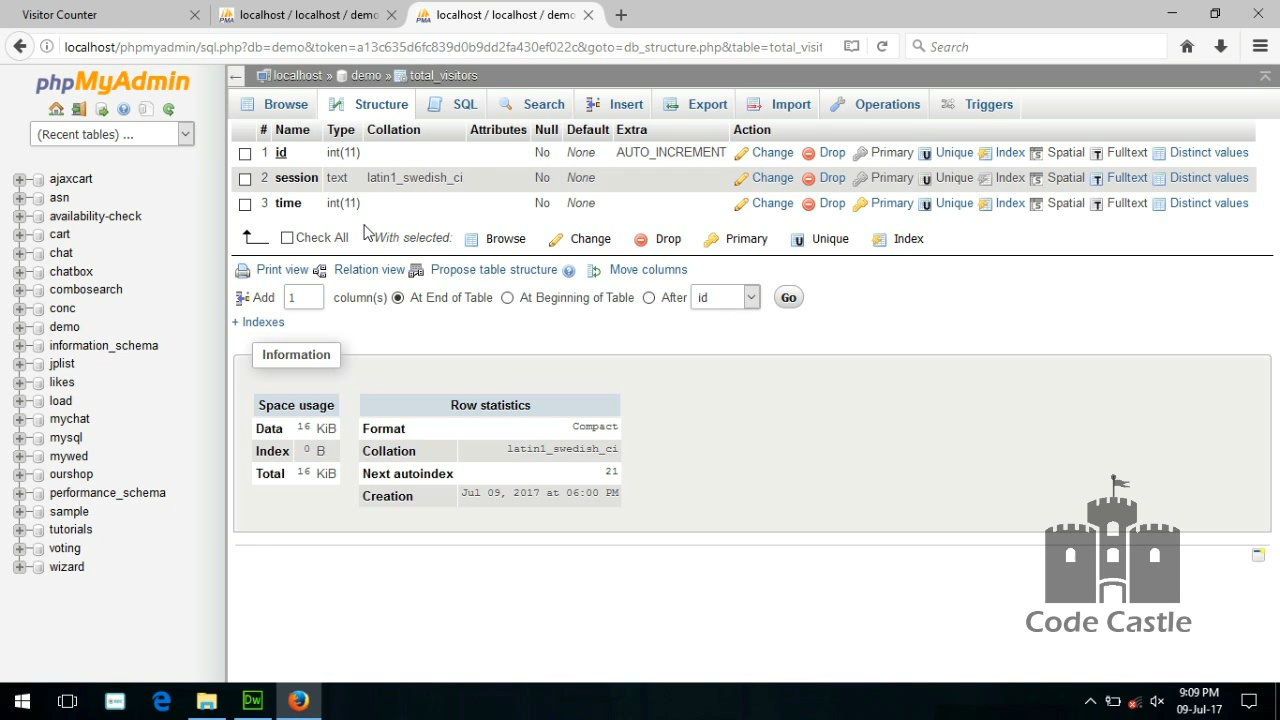 Visitor Counter
localhost / localhost / demo
localhost / localhost / demo
localhost/phpmyadmin/sql.php?db=demo&token=a13c635d6fc839d0b9dd2fa430ef022c&goto=db_structure.php&table=total_visit
Search
phpMyAdmin
(Recent tables) ...
ajaxcart
asn
availability-check
cart
chat
chatbox
combosearch
conc
demo
information_schema
jplist
likes
load
mychat
mysql
mywed
ourshop
performance_schema
sample
tutorials
voting
wizard
localhost » demo » total_visitors
Browse Structure SQL Search Insert Export Import Operations Triggers
# Name Type Collation Attributes Null Default Extra Action
1 id int(11) No None AUTO_INCREMENT Change Drop Primary Unique Index Spatial Fulltext Distinct values
2 session text latin1_swedish_ci No None Change Drop Primary Unique Index Spatial Fulltext Distinct values
3 time int(11) No None Change Drop Primary Unique Index Spatial Fulltext Distinct values
Check All With selected: Browse Change Drop Primary Unique Index
Print view Relation view Propose table structure Move columns
Add 1 column(s) At End of Table At Beginning of Table After id Go
+ Indexes
Information
Space usage
Data 16 KiB
Index 0 B
Total 16 KiB
Row statistics
Format Compact
Collation latin1_swedish_ci
Next autoindex 21
Creation Jul 09, 2017 at 06:00 PM
Code Castle
Dw
9:09 PM
09-Jul-17